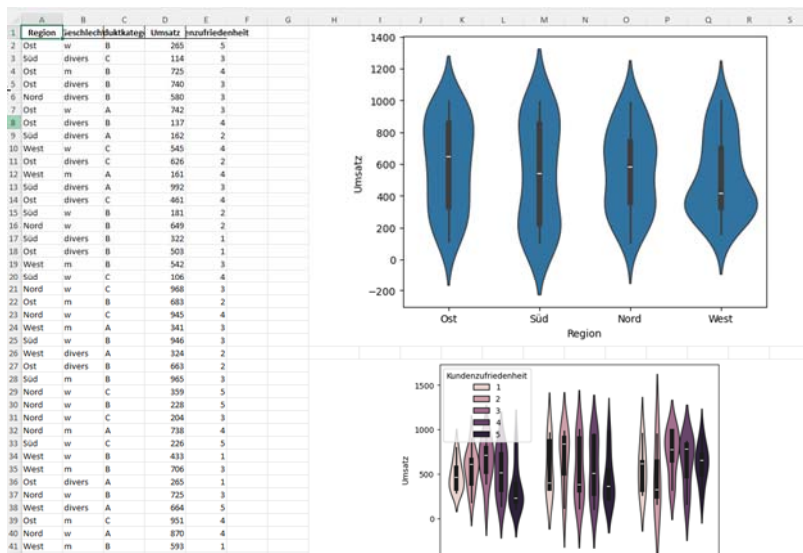 A B C D E F G H I J K L M N O P Q R S
1 Region Geschlecht duktkatego Umsatz enzufriedenheit
2 Ost w B 265 5
3 Süd divers C 114 3
4 Ost m B 725 4
5 Ost divers B 740 3
6 Nord divers B 580 3
7 Ost w A 742 3
8 Ost divers B 137 4
9 Süd divers A 162 2
10 West w C 545 4
11 Ost divers C 626 2
12 West m A 161 4
13 Süd divers A 992 3
14 Ost divers C 461 4
15 Süd w B 181 2
16 Nord w B 649 2
17 Süd divers B 322 1
18 Ost divers B 503 1
19 West m B 542 3
20 Süd w C 106 4
21 Nord w C 968 3
22 Ost m B 683 2
23 Nord w C 945 4
24 West m A 341 3
25 Süd w B 946 3
26 West divers A 324 2
27 Ost divers B 663 2
28 Süd m B 965 3
29 Nord w C 359 5
30 Nord w B 228 5
31 Nord w C 204 3
32 Nord m A 738 4
33 Süd w C 226 5
34 West w B 433 1
35 West m B 706 3
36 Ost divers A 265 1
37 Nord w B 725 3
38 West divers A 664 5
39 Ost m C 951 4
40 Nord w A 870 4
41 West m B 593 1
1400
1200
1000
800
600
400
200
0
−200
Umsatz
Ost Süd Nord West
Region
Kundenzufriedenheit
1
2
3
4
5
1500
1000
500
0
Umsatz